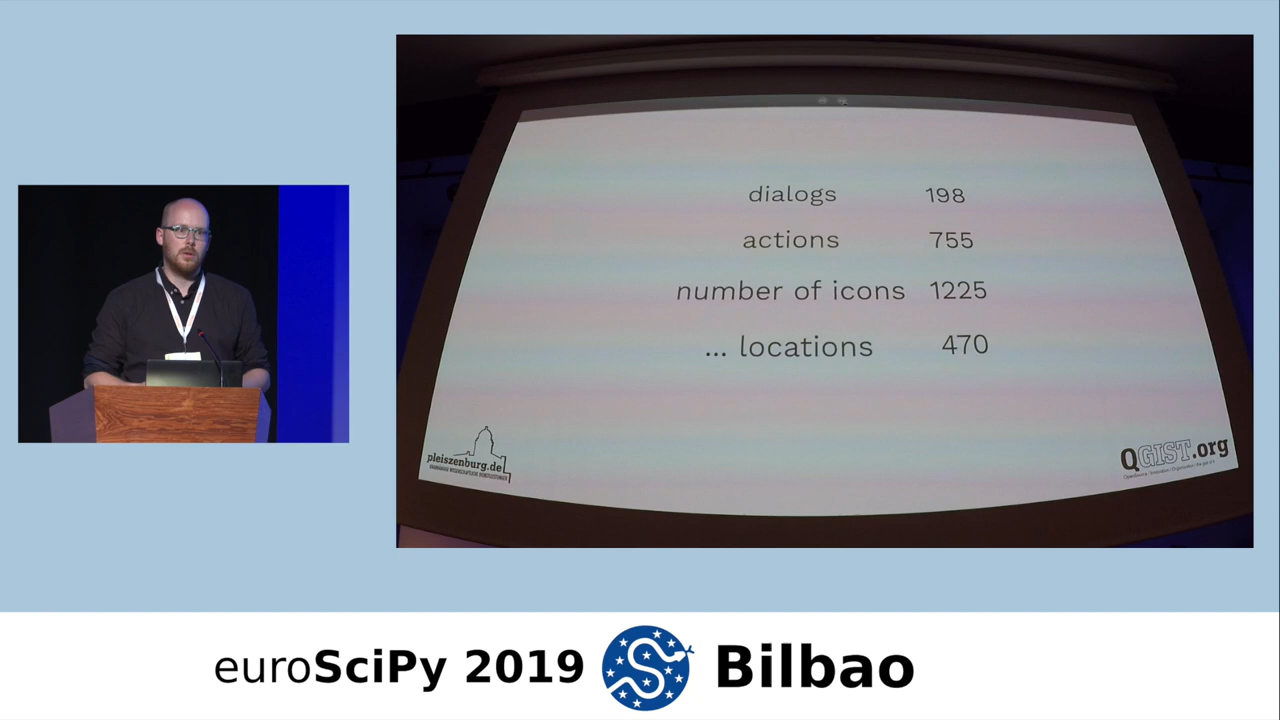 dialogs 198
actions 755
number of icons 1225
... locations 470
pleiszenburg.de
QGIST.org
euroSciPy 2019 Bilbao